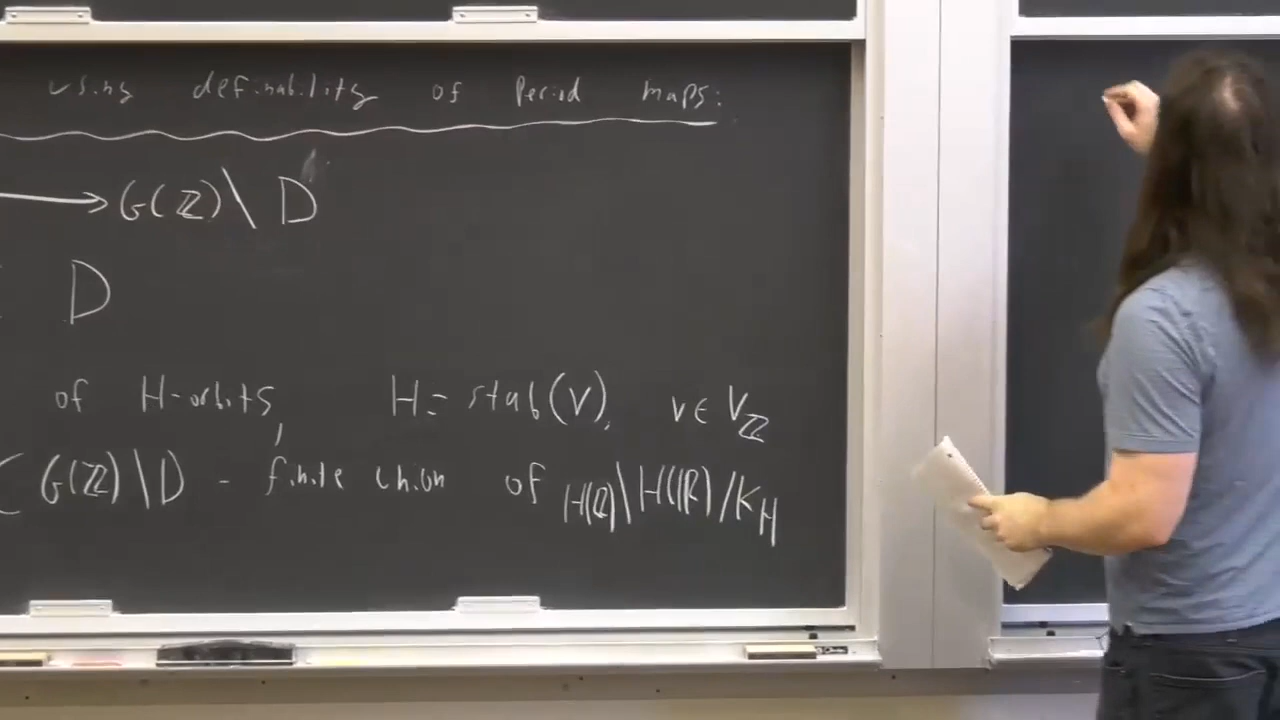 using definability of Period maps:
⟶ G(ℤ)\ D
D
of H-orbits, H = stab(v), v ∈ V_ℤ
⊂ G(ℤ)\D - finite union of H(ℤ)\H(ℝ)/K_H